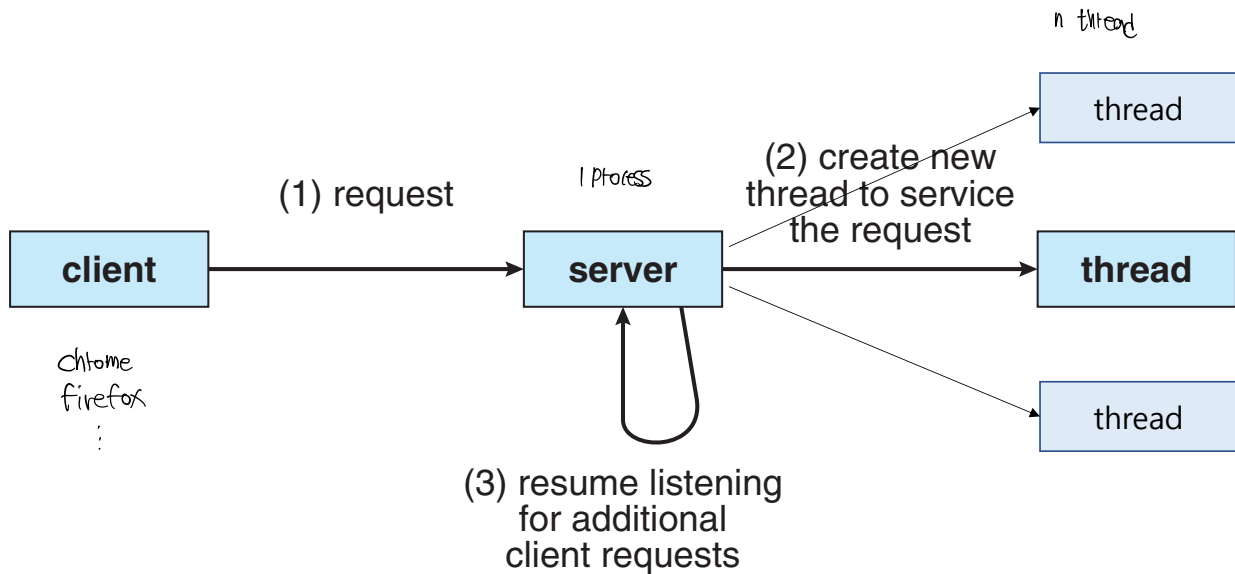 n thread
thread
(2) create new
thread to service
the request
1 process
(1) request
client
server
thread
chrome
firefox
⋮
thread
(3) resume listening
for additional
client requests